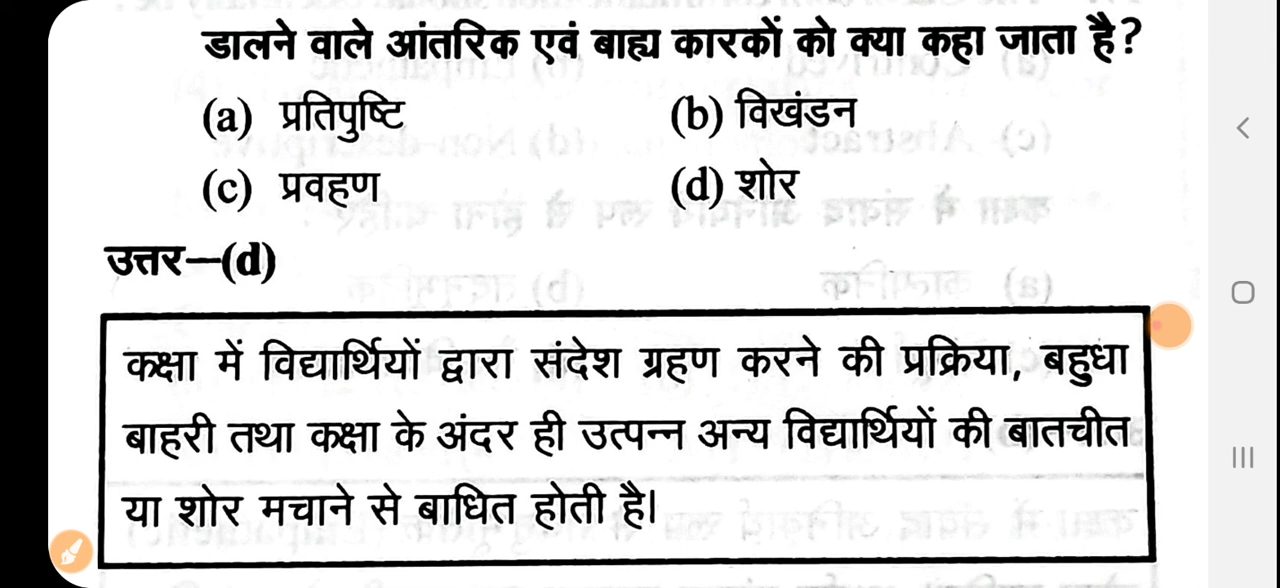 डालने वाले आंतरिक एवं बाह्य कारकों को क्या कहा जाता है?
(a) प्रतिपुष्टि (b) विखंडन
(c) प्रवहण (d) शोर
उत्तर—(d)
कक्षा में विद्यार्थियों द्वारा संदेश ग्रहण करने की प्रक्रिया, बहुधा
बाहरी तथा कक्षा के अंदर ही उत्पन्न अन्य विद्यार्थियों की बातचीत
या शोर मचाने से बाधित होती है।